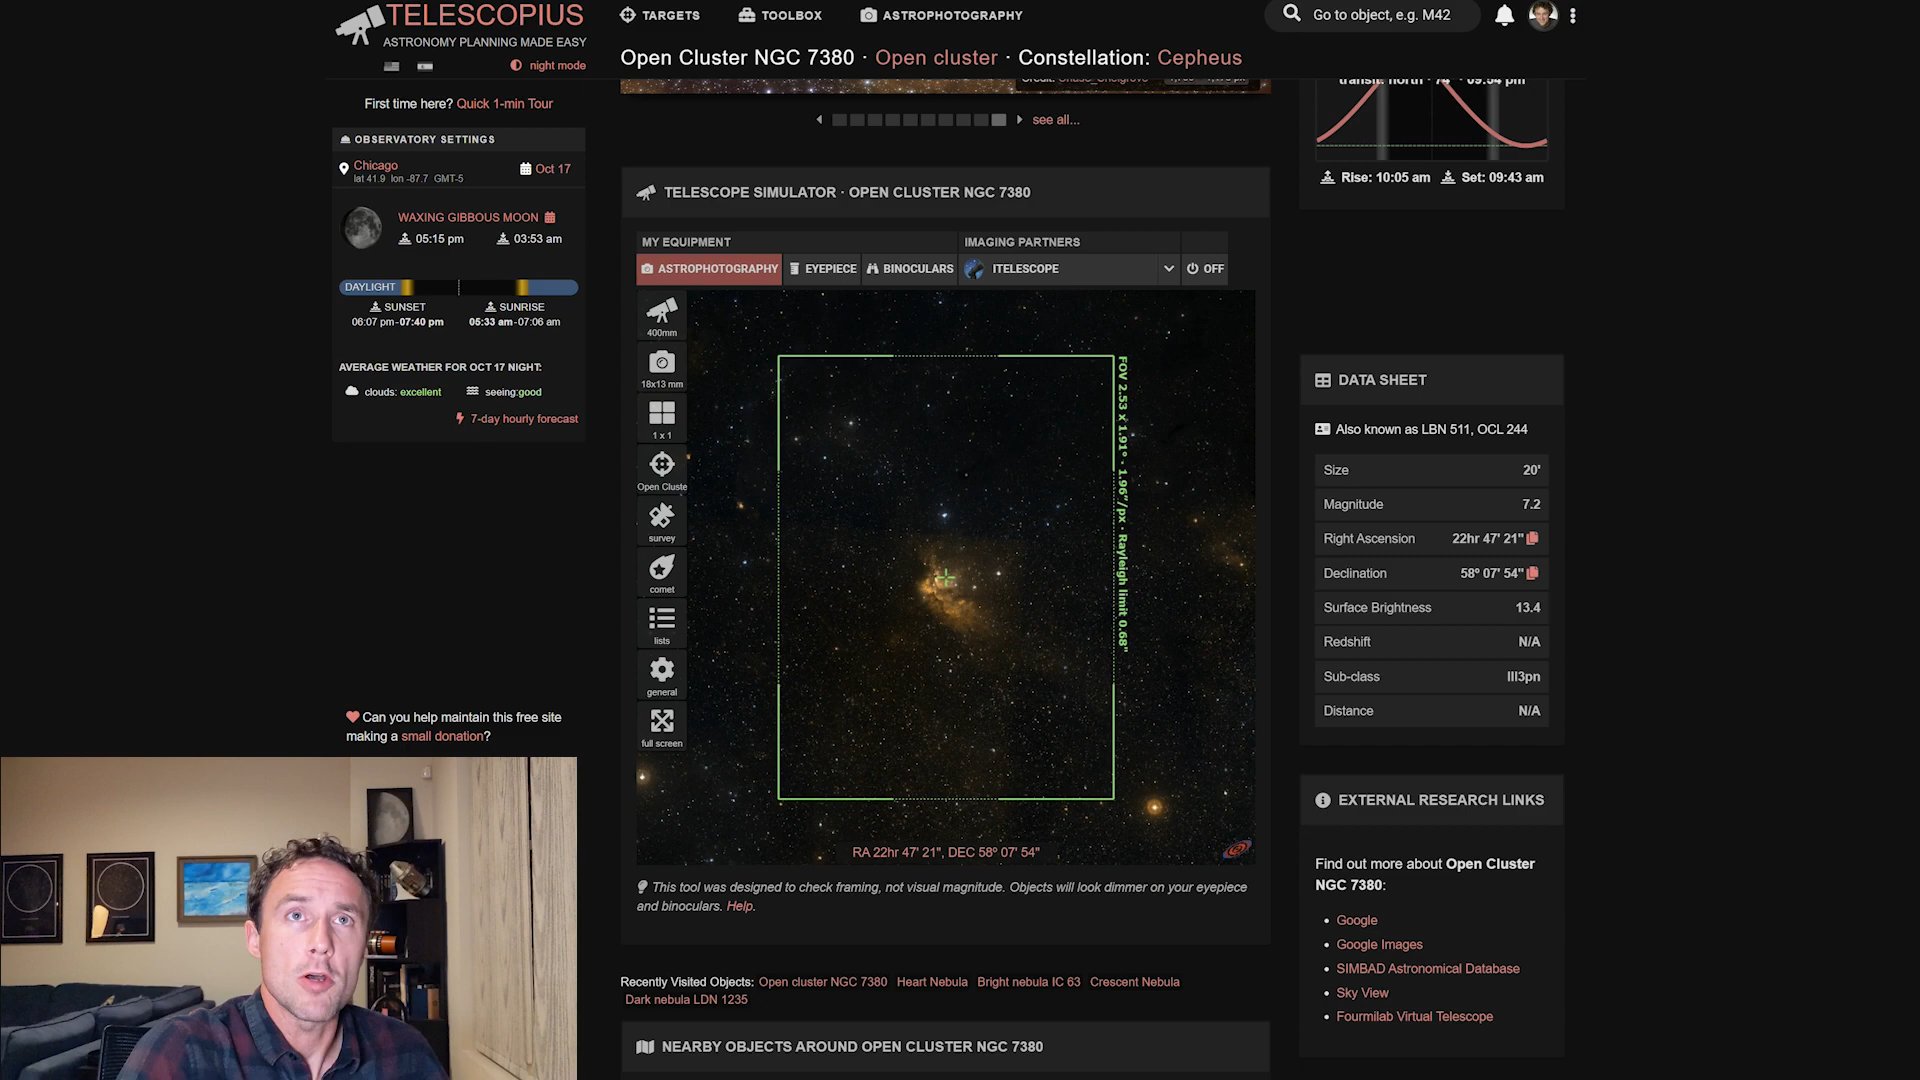 TELESCOPIUS
ASTRONOMY PLANNING MADE EASY
night mode
TARGETS
TOOLBOX
ASTROPHOTOGRAPHY
Go to object, e.g. M42
Open Cluster NGC 7380 · Open cluster · Constellation: Cepheus
First time here? Quick 1-min Tour
OBSERVATORY SETTINGS
Chicago
lat 41.9 lon -87.7 GMT-5
Oct 17
WAXING GIBBOUS MOON
05:15 pm
03:53 am
DAYLIGHT
SUNSET
SUNRISE
06:07 pm-07:40 pm
05:33 am-07:06 am
AVERAGE WEATHER FOR OCT 17 NIGHT:
clouds: excellent
seeing:good
7-day hourly forecast
Can you help maintain this free site
making a small donation?
see all...
TELESCOPE SIMULATOR · OPEN CLUSTER NGC 7380
MY EQUIPMENT
IMAGING PARTNERS
ASTROPHOTOGRAPHY
EYEPIECE
BINOCULARS
ITELESCOPE
OFF
400mm
18x13 mm
1 x 1
Open Cluste
survey
comet
lists
general
full screen
FOV 2.53 x 1.91° · 1.96"/px · Rayleigh limit 0.68"
RA 22hr 47' 21", DEC 58º 07' 54"
This tool was designed to check framing, not visual magnitude. Objects will look dimmer on your eyepiece
and binoculars. Help.
Recently Visited Objects: Open cluster NGC 7380 Heart Nebula Bright nebula IC 63 Crescent Nebula
Dark nebula LDN 1235
NEARBY OBJECTS AROUND OPEN CLUSTER NGC 7380
transit: north · 74° · 09:54 pm
Rise: 10:05 am
Set: 09:43 am
DATA SHEET
Also known as LBN 511, OCL 244
Size 20'
Magnitude 7.2
Right Ascension 22hr 47' 21"
Declination 58º 07' 54"
Surface Brightness 13.4
Redshift N/A
Sub-class III3pn
Distance N/A
EXTERNAL RESEARCH LINKS
Find out more about Open Cluster
NGC 7380:
Google
Google Images
SIMBAD Astronomical Database
Sky View
Fourmilab Virtual Telescope